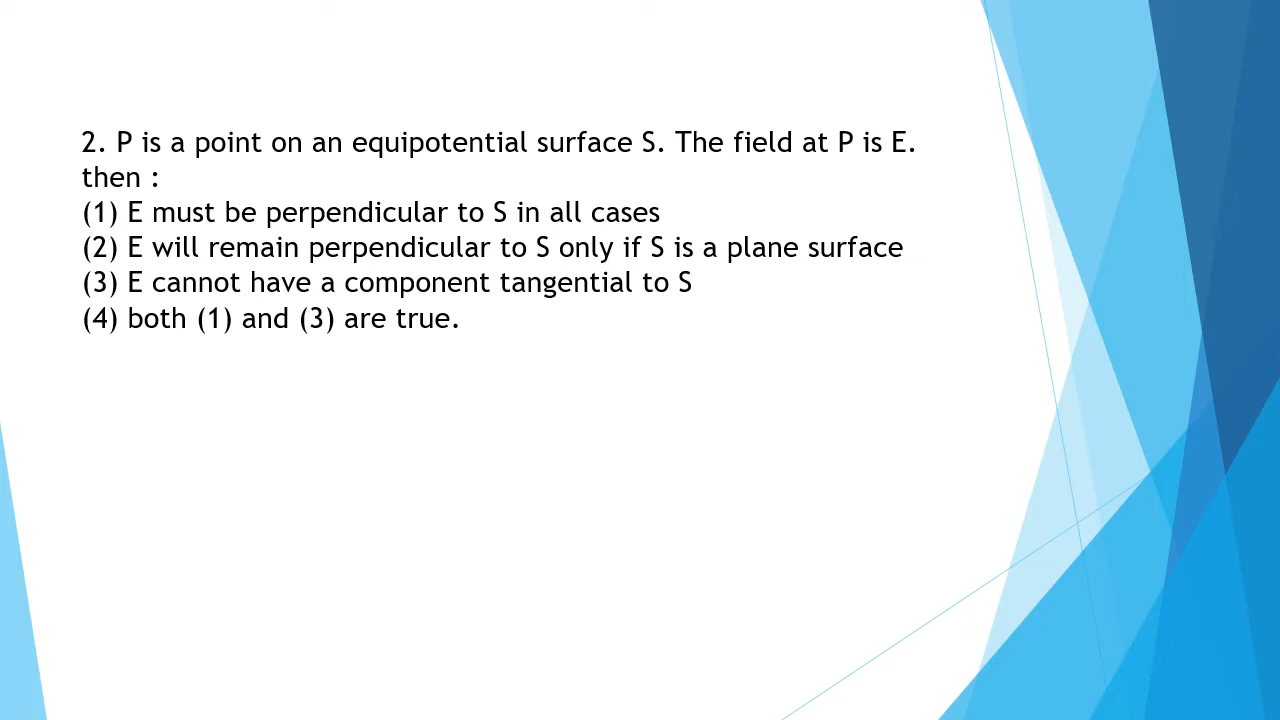 2. P is a point on an equipotential surface S. The field at P is E.
then :
(1) E must be perpendicular to S in all cases
(2) E will remain perpendicular to S only if S is a plane surface
(3) E cannot have a component tangential to S
(4) both (1) and (3) are true.